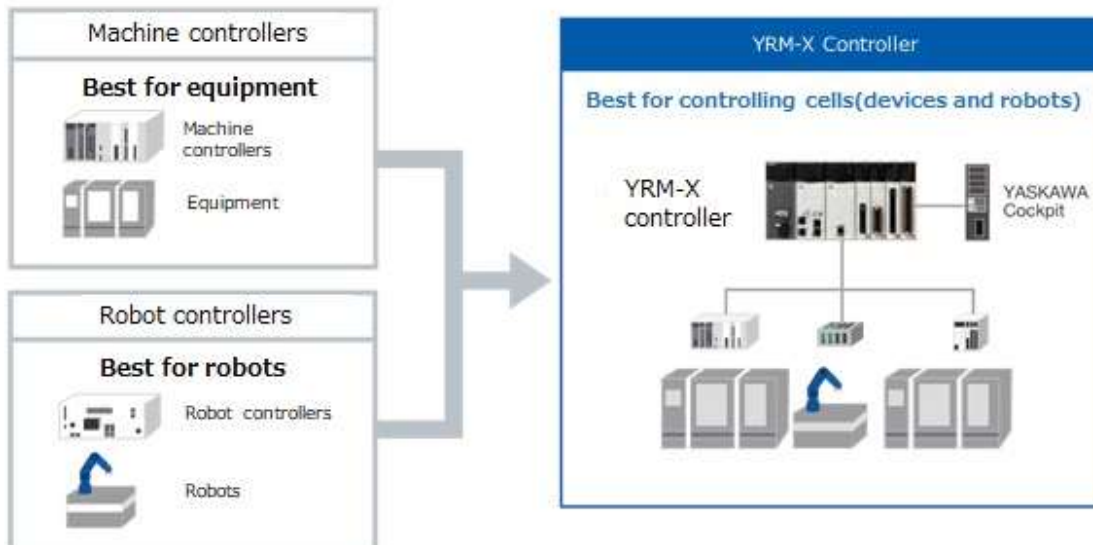 Machine controllers
Best for equipment
Machine
controllers
Equipment
Robot controllers
Best for robots
Robot controllers
Robots
YRM-X Controller
Best for controlling cells(devices and robots)
YRM-X
controller
YASKAWA
Cockpit